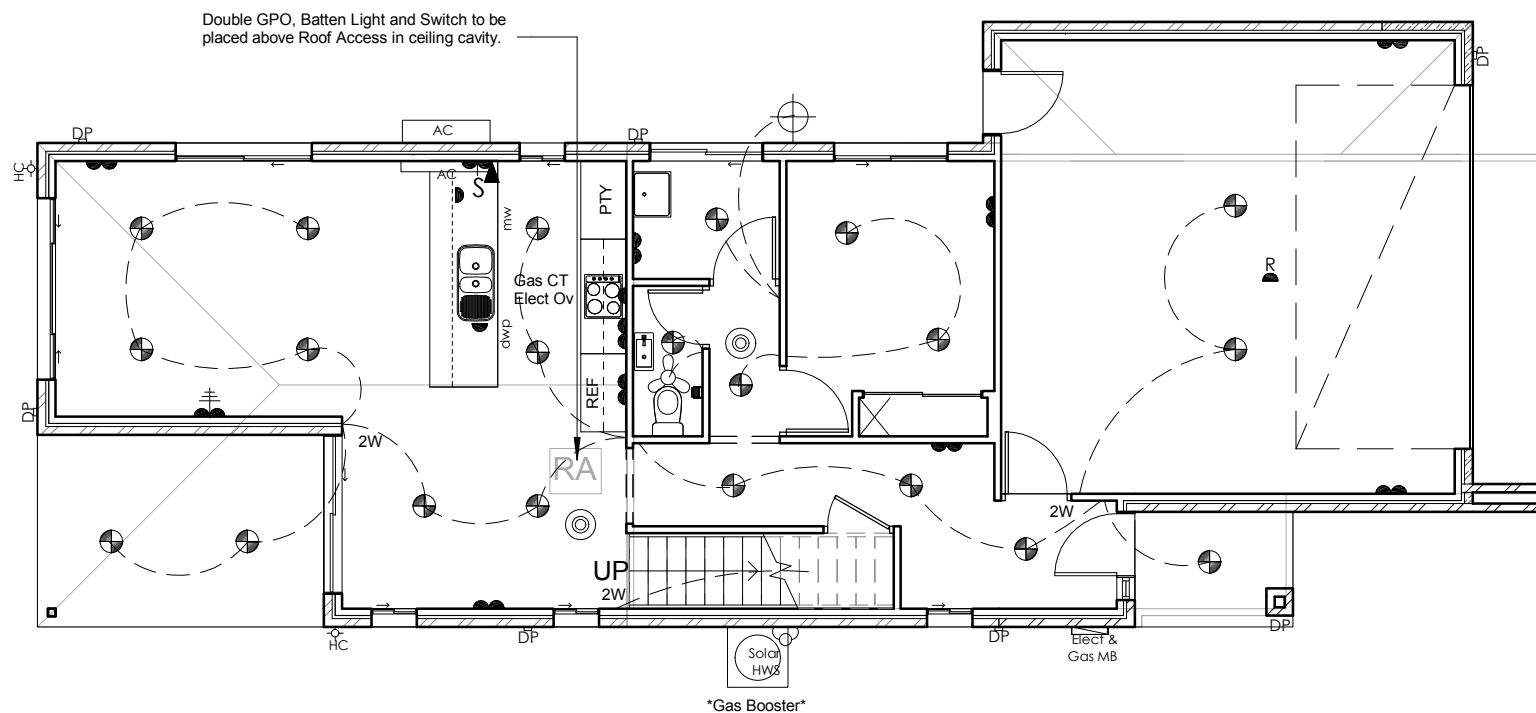 Double GPO, Batten Light and Switch to be
placed above Roof Access in ceiling cavity.
DP
DP
AC
DP
HC
AC
S
mw
PTY
R
Gas CT
Elect Ov
dwp
REF
DP
2W
RA
2W
UP
2W
HC
DP
Solar
HWS
DP
Elect &
Gas MB
DP
*Gas Booster*